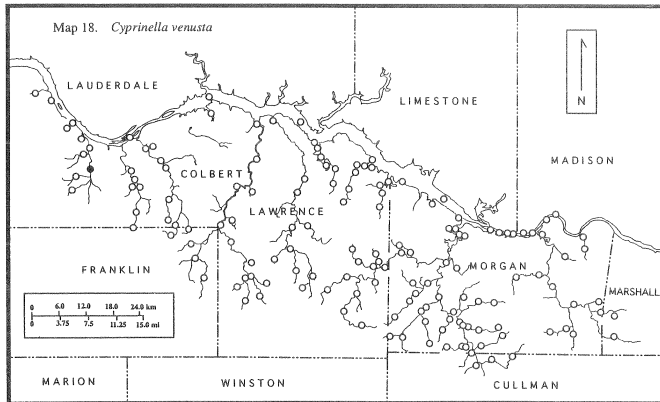 Map 18. Cyprinella venusta
LAUDERDALE
LIMESTONE
N
MADISON
COLBERT
LAWRENCE
FRANKLIN
MORGAN
MARSHALL
0 6.0 12.0 18.0 24.0 km
0 3.75 7.5 11.25 15.0 mi
MARION
WINSTON
CULLMAN